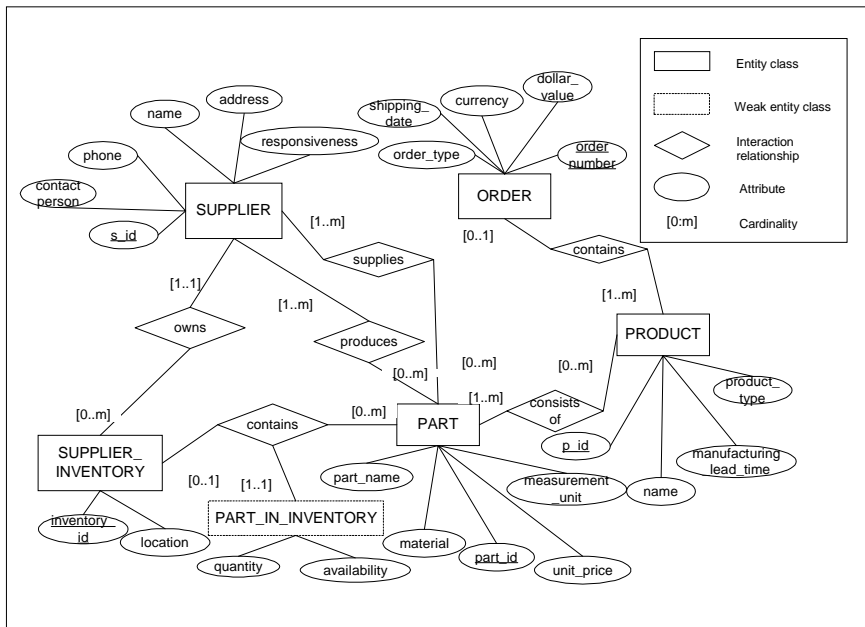 address
name
responsiveness
phone
contact
person
s_id
SUPPLIER
shipping_
date
currency
dollar_
value
order_type
order
number
ORDER
Entity class
Weak entity class
Interaction
relationship
Attribute
[0:m]
Cardinality
[1..m]
supplies
[0..1]
contains
[1..m]
PRODUCT
[1..1]
owns
[1..m]
produces
[0..m]
[0..m]
[0..m]
[0..m]
contains
[0..m]
PART
[1..m]
consists
of
product_
type
p_id
manufacturing
lead_time
name
SUPPLIER_
INVENTORY
[0..1]
[1..1]
part_name
measurement
_unit
inventory_
id
location
PART_IN_INVENTORY
quantity
availability
material
part_id
unit_price